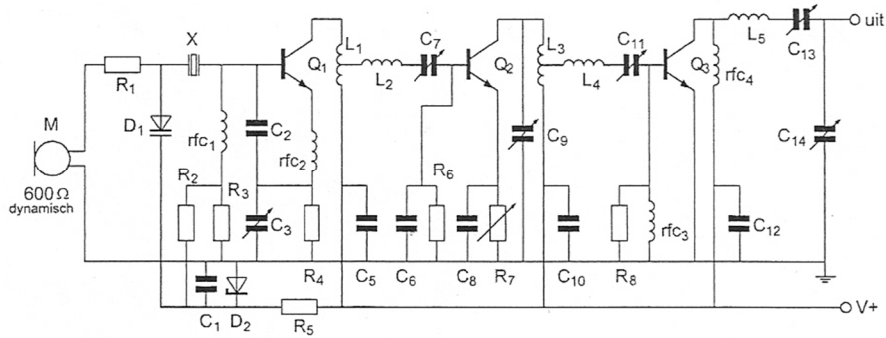 X
Q₁
L₁
C₇
L₂
Q₂
L₃
C₁₁
L₄
Q₃
rfc₄
L₅
C₁₃
uit
R₁
M
D₁
C₂
rfc₁
rfc₂
C₉
C₁₄
600 Ω
dynamisch
R₂
R₃
C₃
R₆
rfc₃
C₁₂
R₄
C₅
C₆
C₈
R₇
C₁₀
R₈
C₁
D₂
R₅
V+